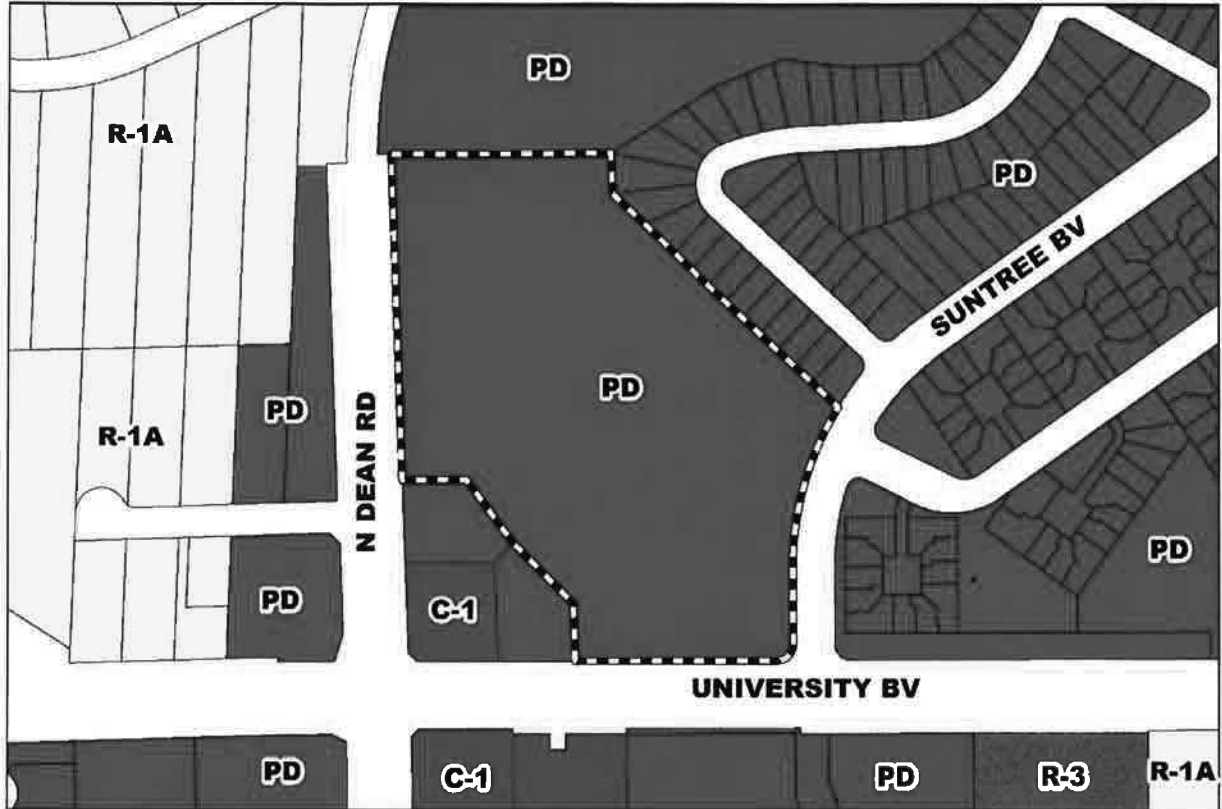 PD
R-1A
PD
SUNTREE BV
PD
PD
N DEAN RD
R-1A
PD
PD
C-1
UNIVERSITY BV
PD
C-1
PD
R-3
R-1A